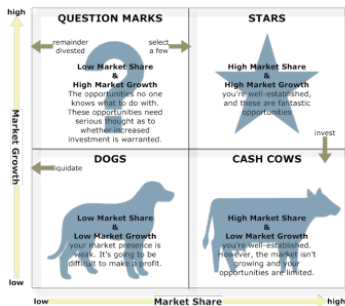 high
QUESTION MARKS
STARS
remainder
divested
select
a few
Low Market Share
&
High Market Growth
The opportunities no one
knows what to do with.
These opportunities need
serious thought as to
whether increased
investment is warranted.
High Market Share
&
High Market Growth
you're well-established,
and these are fantastic
opportunities
invest
Market Growth
DOGS
CASH COWS
liquidate
Low Market Share
&
Low Market Growth
your market presence is
weak. It's going to be
difficult to make a profit.
High Market Share
&
Low Market Growth
you're well-established.
However, the market isn't
growing and your
opportunities are limited.
low
low
Market Share
high